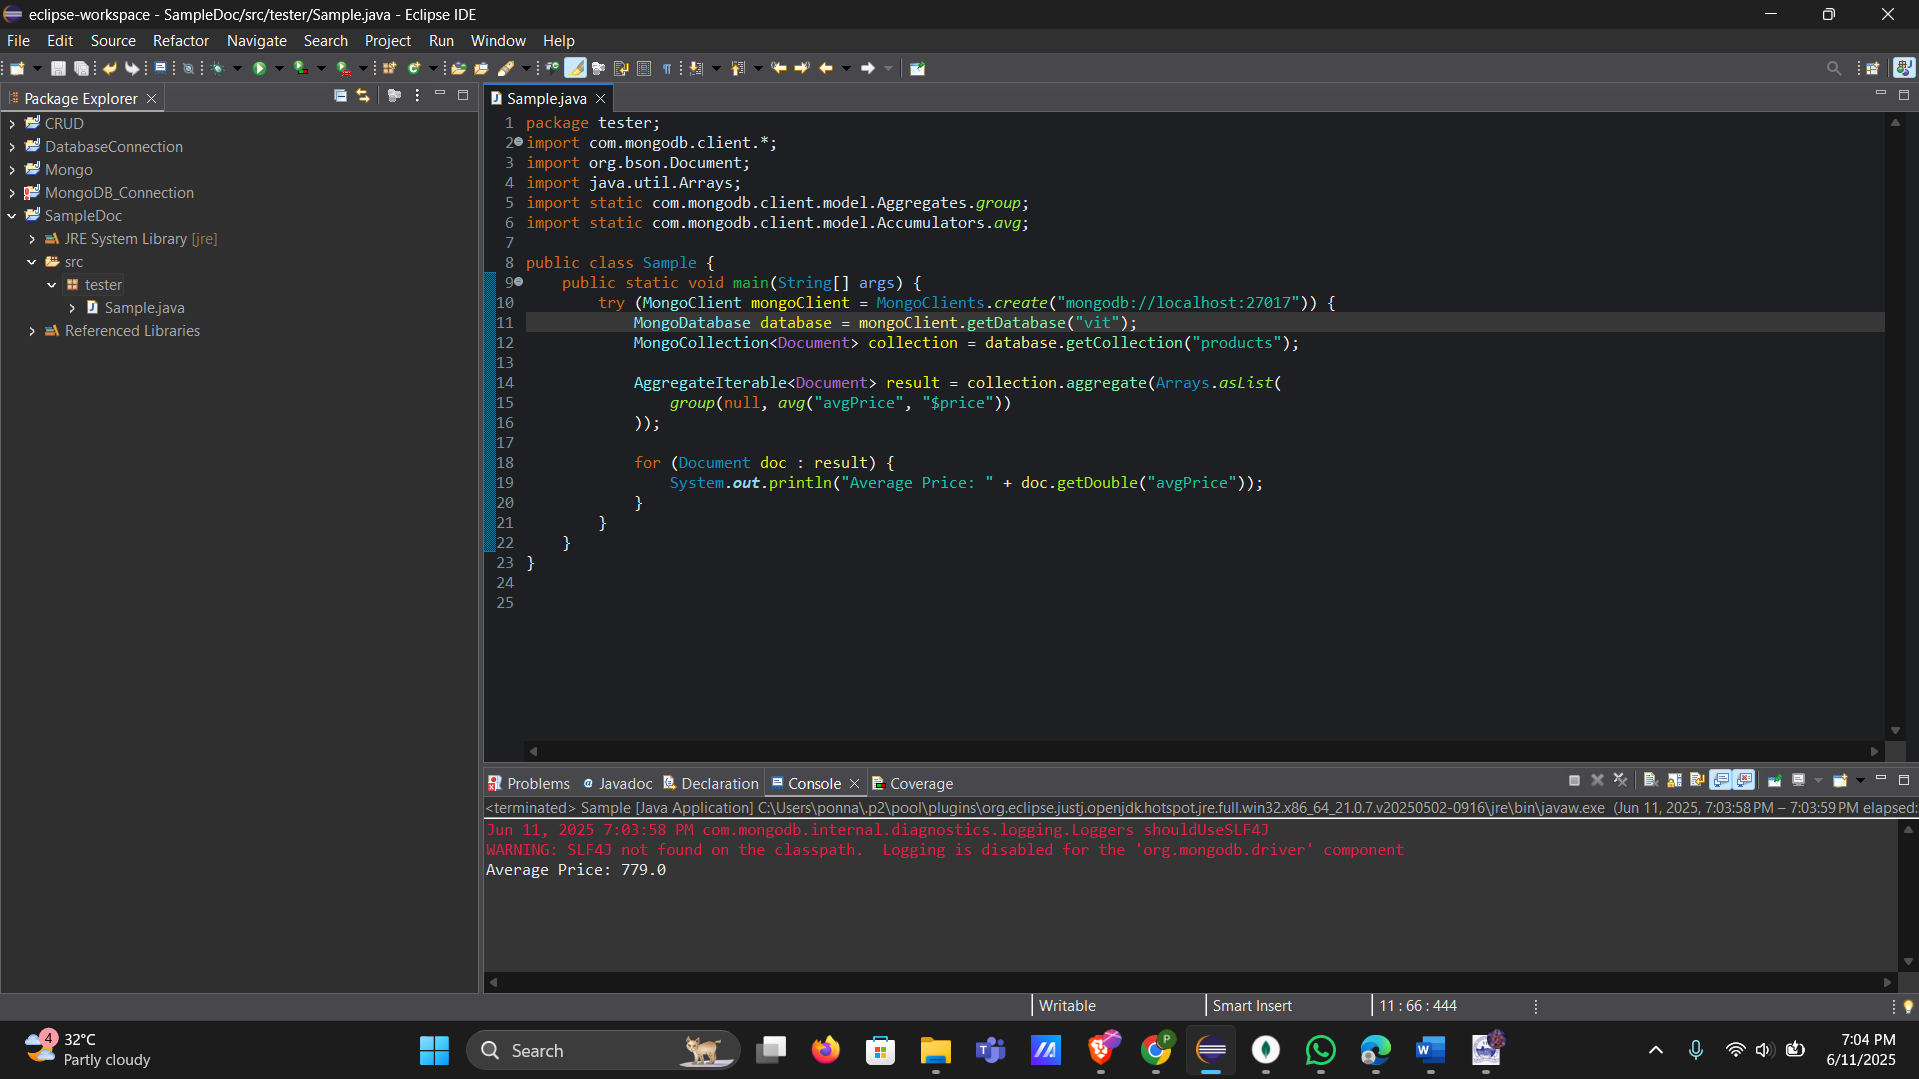 eclipse-workspace - SampleDoc/src/tester/Sample.java - Eclipse IDE
File Edit Source Refactor Navigate Search Project Run Window Help
Package Explorer
CRUD
DatabaseConnection
Mongo
MongoDB_Connection
SampleDoc
JRE System Library [jre]
src
tester
Sample.java
Referenced Libraries
Sample.java
1 package tester;
2 import com.mongodb.client.*;
3 import org.bson.Document;
4 import java.util.Arrays;
5 import static com.mongodb.client.model.Aggregates.group;
6 import static com.mongodb.client.model.Accumulators.avg;
7
8 public class Sample {
9     public static void main(String[] args) {
10         try (MongoClient mongoClient = MongoClients.create("mongodb://localhost:27017")) {
11             MongoDatabase database = mongoClient.getDatabase("vit");
12             MongoCollection<Document> collection = database.getCollection("products");
13
14             AggregateIterable<Document> result = collection.aggregate(Arrays.asList(
15                 group(null, avg("avgPrice", "$price"))
16             ));
17
18             for (Document doc : result) {
19                 System.out.println("Average Price: " + doc.getDouble("avgPrice"));
20             }
21         }
22     }
23 }
24
25
Problems Javadoc Declaration Console Coverage
<terminated> Sample [Java Application] C:\Users\ponna\.p2\pool\plugins\org.eclipse.justj.openjdk.hotspot.jre.full.win32.x86_64_21.0.7.v20250502-0916\jre\bin\javaw.exe (Jun 11, 2025, 7:03:58 PM – 7:03:59 PM elapsed:
Jun 11, 2025 7:03:58 PM com.mongodb.internal.diagnostics.logging.Loggers shouldUseSLF4J
WARNING: SLF4J not found on the classpath.  Logging is disabled for the 'org.mongodb.driver' component
Average Price: 779.0
Writable Smart Insert 11 : 66 : 444
4 32°C
Partly cloudy
Search
7:04 PM
6/11/2025